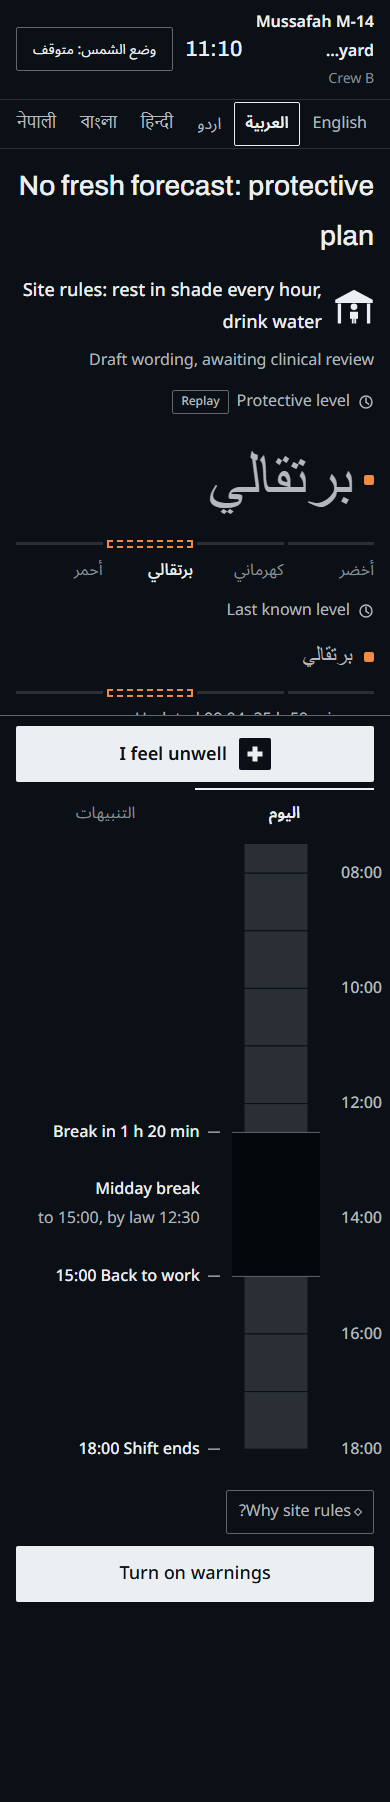 Mussafah M-14
...yard
Crew B
11:10
وضع الشمس: متوقف
English
العربية
اردو
हिन्दी
বাংলা
नेपाली
No fresh forecast: protective
plan
Site rules: rest in shade every hour,
drink water
Draft wording, awaiting clinical review
Protective level
Replay
برتقالي
أخضر
كهرماني
برتقالي
أحمر
Last known level
برتقالي
I feel unwell
اليوم
التنبيهات
08:00
10:00
12:00
Break in 1 h 20 min
Midday break
to 15:00, by law 12:30
14:00
15:00 Back to work
16:00
18:00 Shift ends
18:00
?Why site rules
Turn on warnings